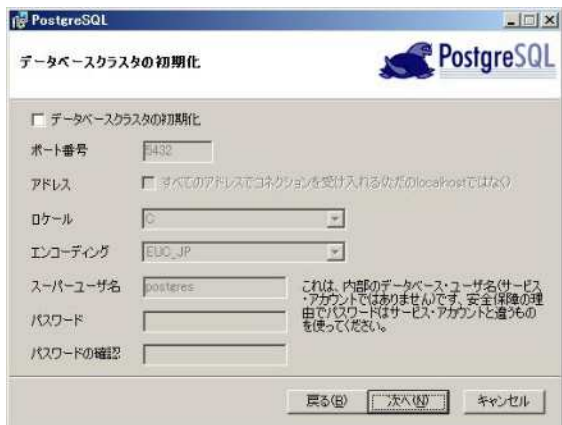 PostgreSQL
データベースクラスタの初期化
PostgreSQL
データベースクラスタの初期化
ポート番号
5432
アドレス
すべてのアドレスでコネクションを受け入れる(ただのlocalhostではなく)
ロケール
C
エンコーディング
EUC_JP
スーパーユーザ名
postgres
これは、内部のデータベース・ユーザ名(サービス
・アカウントではありません)です。安全保障の理
由でパスワードはサービス・アカウントと違うもの
を使ってください。
パスワード
パスワードの確認
戻る(B)
次へ(N)
キャンセル